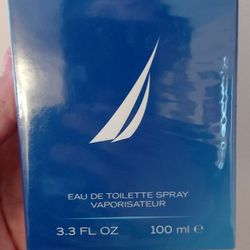 EAU DE TOILETTE SPRAY
VAPORISATEUR
3.3 FL OZ 100 ml ℮